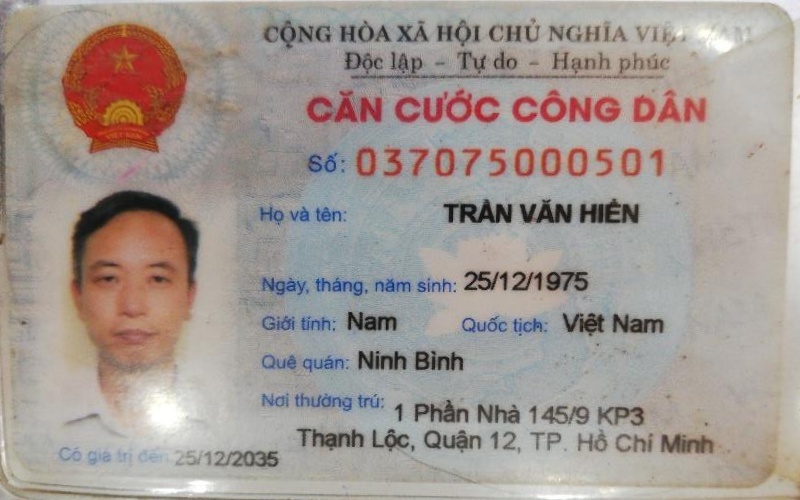 CỘNG HÒA XÃ HỘI CHỦ NGHĨA VIỆT NAM
Độc lập - Tự do - Hạnh phúc
CĂN CƯỚC CÔNG DÂN
Số: 037075000501
Họ và tên: TRẦN VĂN HIẾN
Ngày, tháng, năm sinh: 25/12/1975
Giới tính: Nam Quốc tịch: Việt Nam
Quê quán: Ninh Bình
Nơi thường trú: 1 Phần Nhà 145/9 KP3
Thạnh Lộc, Quận 12, TP. Hồ Chí Minh
Có giá trị đến: 25/12/2035